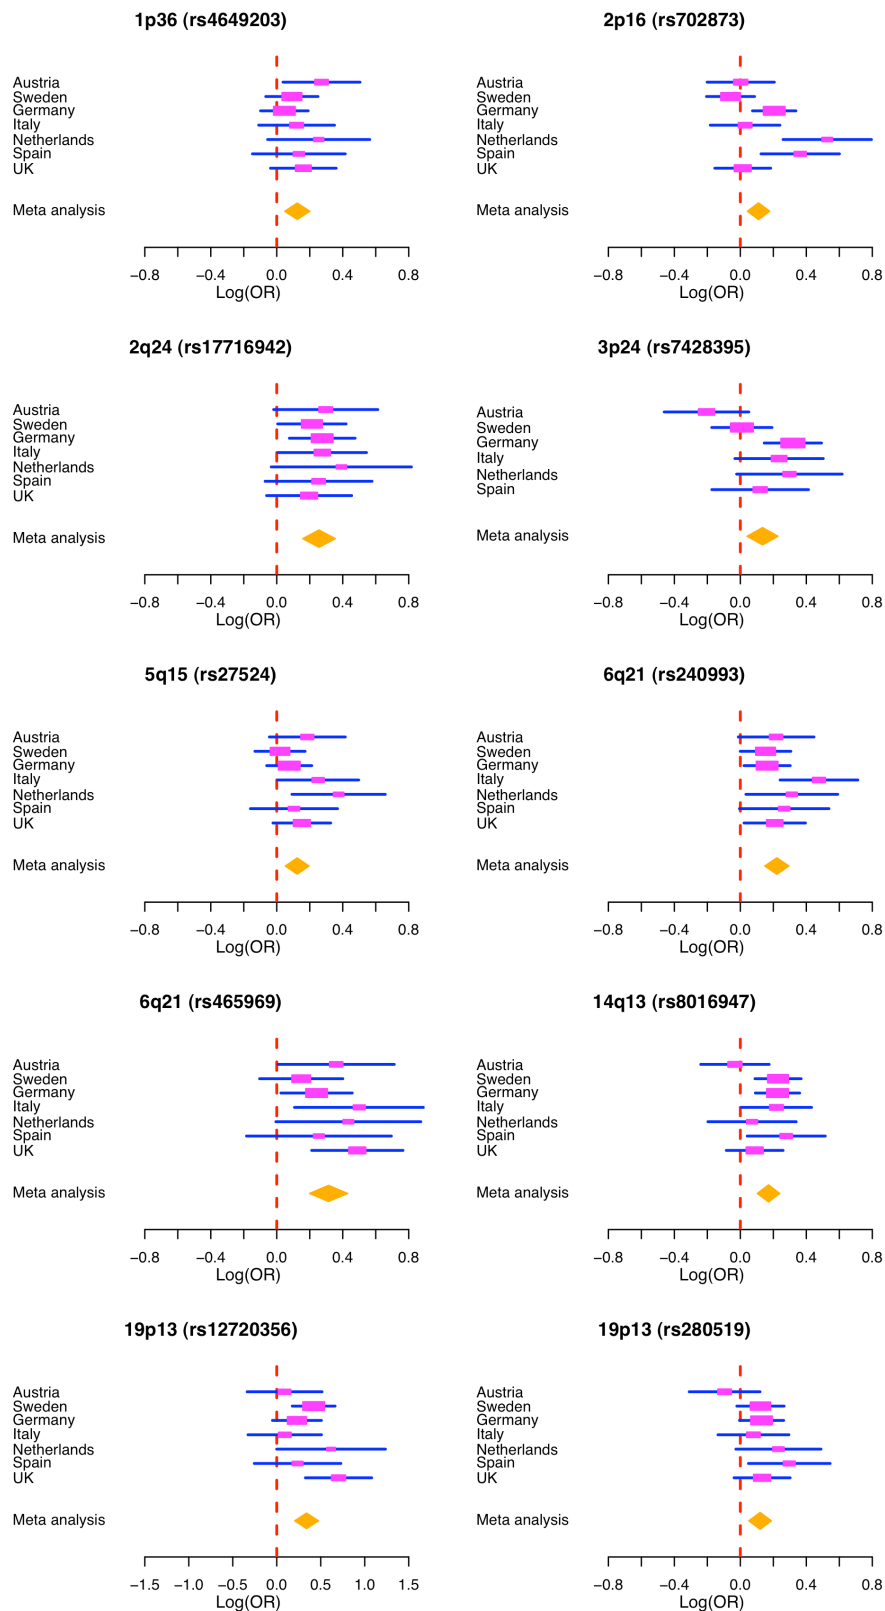 1p36 (rs4649203)
Austria
Sweden
Germany
Italy
Netherlands
Spain
UK
Meta analysis
−0.8 −0.4 0.0 0.4 0.8
Log(OR)
2p16 (rs702873)
Austria
Sweden
Germany
Italy
Netherlands
Spain
UK
Meta analysis
−0.8 −0.4 0.0 0.4 0.8
Log(OR)
2q24 (rs17716942)
Austria
Sweden
Germany
Italy
Netherlands
Spain
UK
Meta analysis
−0.8 −0.4 0.0 0.4 0.8
Log(OR)
3p24 (rs7428395)
Austria
Sweden
Germany
Italy
Netherlands
Spain
Meta analysis
−0.8 −0.4 0.0 0.4 0.8
Log(OR)
5q15 (rs27524)
Austria
Sweden
Germany
Italy
Netherlands
Spain
UK
Meta analysis
−0.8 −0.4 0.0 0.4 0.8
Log(OR)
6q21 (rs240993)
Austria
Sweden
Germany
Italy
Netherlands
Spain
UK
Meta analysis
−0.8 −0.4 0.0 0.4 0.8
Log(OR)
6q21 (rs465969)
Austria
Sweden
Germany
Italy
Netherlands
Spain
UK
Meta analysis
−0.8 −0.4 0.0 0.4 0.8
Log(OR)
14q13 (rs8016947)
Austria
Sweden
Germany
Italy
Netherlands
Spain
UK
Meta analysis
−0.8 −0.4 0.0 0.4 0.8
Log(OR)
19p13 (rs12720356)
Austria
Sweden
Germany
Italy
Netherlands
Spain
UK
Meta analysis
−1.5 −1.0 −0.5 0.0 0.5 1.0 1.5
Log(OR)
19p13 (rs280519)
Austria
Sweden
Germany
Italy
Netherlands
Spain
UK
Meta analysis
−0.8 −0.4 0.0 0.4 0.8
Log(OR)